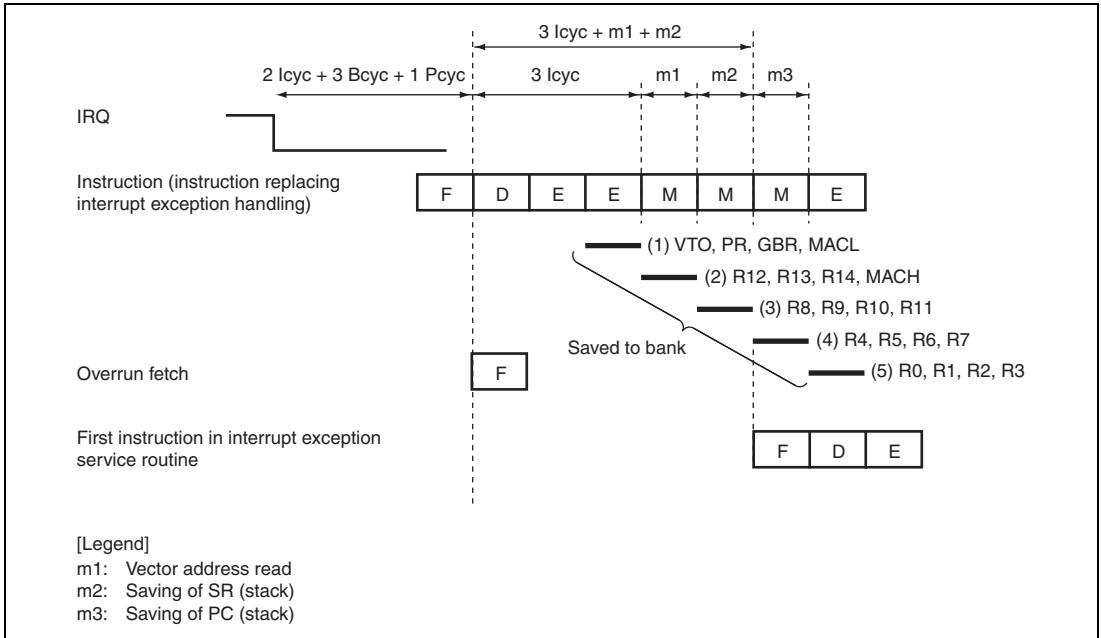 3 Icyc + m1 + m2
2 Icyc + 3 Bcyc + 1 Pcyc 3 Icyc m1 m2 m3
IRQ
Instruction (instruction replacing
interrupt exception handling)
F D E E M M M E
(1) VTO, PR, GBR, MACL
(2) R12, R13, R14, MACH
(3) R8, R9, R10, R11
(4) R4, R5, R6, R7
Saved to bank
(5) R0, R1, R2, R3
Overrun fetch
F
First instruction in interrupt exception
service routine
F D E
[Legend]
m1: Vector address read
m2: Saving of SR (stack)
m3: Saving of PC (stack)